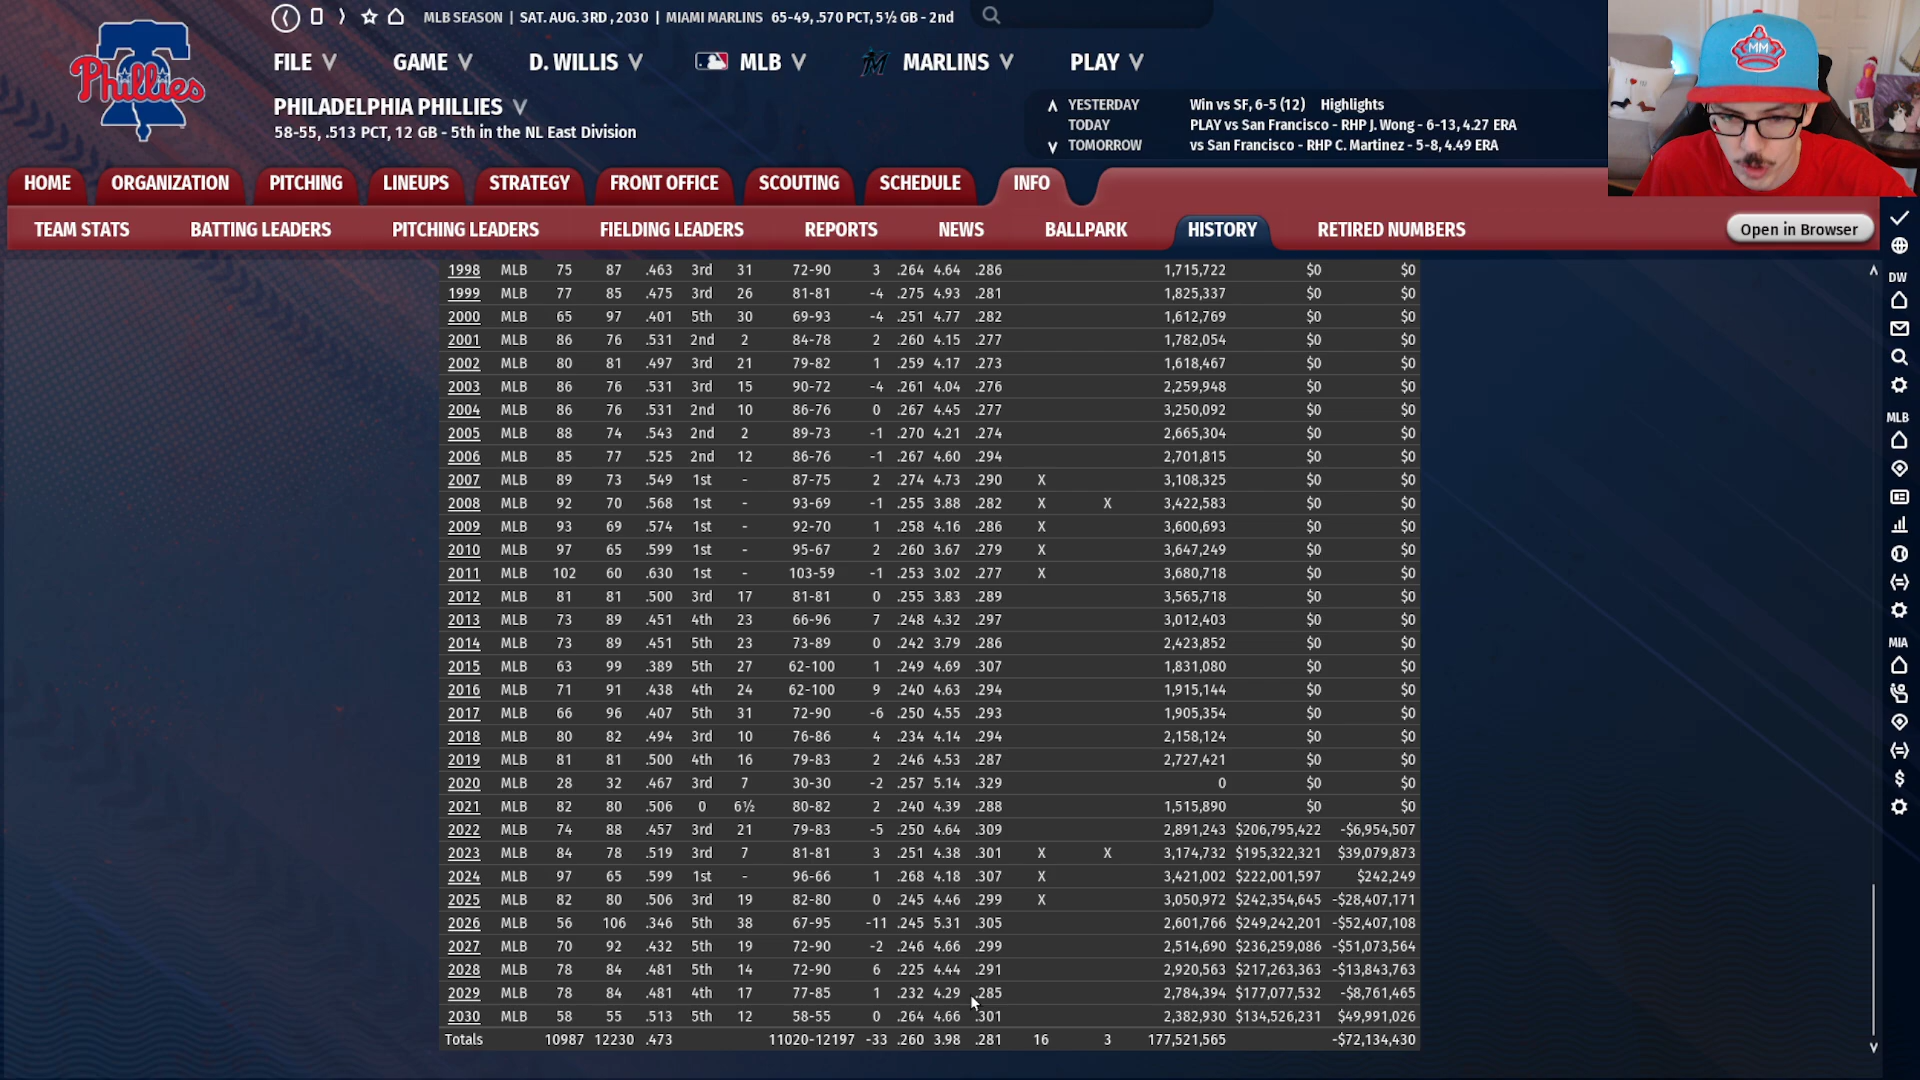 MLB SEASON | SAT. AUG. 3RD , 2030 | MIAMI MARLINS 65-49, .570 PCT, 5½ GB - 2nd
Phillies
FILE GAME D. WILLIS MLB MARLINS PLAY
MM
PHILADELPHIA PHILLIES
58-55, .513 PCT, 12 GB - 5th in the NL East Division
YESTERDAY Win vs SF, 6-5 (12) Highlights
TODAY PLAY vs San Francisco - RHP J. Wong - 6-13, 4.27 ERA
TOMORROW vs San Francisco - RHP C. Martinez - 5-8, 4.49 ERA
HOME ORGANIZATION PITCHING LINEUPS STRATEGY FRONT OFFICE SCOUTING SCHEDULE INFO
TEAM STATS BATTING LEADERS PITCHING LEADERS FIELDING LEADERS REPORTS NEWS BALLPARK HISTORY RETIRED NUMBERS Open in Browser
1998 MLB 75 87 .463 3rd 31 72-90 3 .264 4.64 .286 1,715,722 $0 $0
1999 MLB 77 85 .475 3rd 26 81-81 -4 .275 4.93 .281 1,825,337 $0 $0
2000 MLB 65 97 .401 5th 30 69-93 -4 .251 4.77 .282 1,612,769 $0 $0
2001 MLB 86 76 .531 2nd 2 84-78 2 .260 4.15 .277 1,782,054 $0 $0
2002 MLB 80 81 .497 3rd 21 79-82 1 .259 4.17 .273 1,618,467 $0 $0
2003 MLB 86 76 .531 3rd 15 90-72 -4 .261 4.04 .276 2,259,948 $0 $0
2004 MLB 86 76 .531 2nd 10 86-76 0 .267 4.45 .277 3,250,092 $0 $0
2005 MLB 88 74 .543 2nd 2 89-73 -1 .270 4.21 .274 2,665,304 $0 $0
2006 MLB 85 77 .525 2nd 12 86-76 -1 .267 4.60 .294 2,701,815 $0 $0
2007 MLB 89 73 .549 1st - 87-75 2 .274 4.73 .290 X 3,108,325 $0 $0
2008 MLB 92 70 .568 1st - 93-69 -1 .255 3.88 .282 X X 3,422,583 $0 $0
2009 MLB 93 69 .574 1st - 92-70 1 .258 4.16 .286 X 3,600,693 $0 $0
2010 MLB 97 65 .599 1st - 95-67 2 .260 3.67 .279 X 3,647,249 $0 $0
2011 MLB 102 60 .630 1st - 103-59 -1 .253 3.02 .277 X 3,680,718 $0 $0
2012 MLB 81 81 .500 3rd 17 81-81 0 .255 3.83 .289 3,565,718 $0 $0
2013 MLB 73 89 .451 4th 23 66-96 7 .248 4.32 .297 3,012,403 $0 $0
2014 MLB 73 89 .451 5th 23 73-89 0 .242 3.79 .286 2,423,852 $0 $0
2015 MLB 63 99 .389 5th 27 62-100 1 .249 4.69 .307 1,831,080 $0 $0
2016 MLB 71 91 .438 4th 24 62-100 9 .240 4.63 .294 1,915,144 $0 $0
2017 MLB 66 96 .407 5th 31 72-90 -6 .250 4.55 .293 1,905,354 $0 $0
2018 MLB 80 82 .494 3rd 10 76-86 4 .234 4.14 .294 2,158,124 $0 $0
2019 MLB 81 81 .500 4th 16 79-83 2 .246 4.53 .287 2,727,421 $0 $0
2020 MLB 28 32 .467 3rd 7 30-30 -2 .257 5.14 .329 0 $0 $0
2021 MLB 82 80 .506 0 6½ 80-82 2 .240 4.39 .288 1,515,890 $0 $0
2022 MLB 74 88 .457 3rd 21 79-83 -5 .250 4.64 .309 2,891,243 $206,795,422 -$6,954,507
2023 MLB 84 78 .519 3rd 7 81-81 3 .251 4.38 .301 X X 3,174,732 $195,322,321 $39,079,873
2024 MLB 97 65 .599 1st - 96-66 1 .268 4.18 .307 X 3,421,002 $222,001,597 $242,249
2025 MLB 82 80 .506 3rd 19 82-80 0 .245 4.46 .299 X 3,050,972 $242,354,645 -$28,407,171
2026 MLB 56 106 .346 5th 38 67-95 -11 .245 5.31 .305 2,601,766 $249,242,201 -$52,407,108
2027 MLB 70 92 .432 5th 19 72-90 -2 .246 4.66 .299 2,514,690 $236,259,086 -$51,073,564
2028 MLB 78 84 .481 5th 14 72-90 6 .225 4.44 .291 2,920,563 $217,263,363 -$13,843,763
2029 MLB 78 84 .481 4th 17 77-85 1 .232 4.29 .285 2,784,394 $177,077,532 -$8,761,465
2030 MLB 58 55 .513 5th 12 58-55 0 .264 4.66 .301 2,382,930 $134,526,231 $49,991,026
Totals 10987 12230 .473 11020-12197 -33 .260 3.98 .281 16 3 177,521,565 -$72,134,430
DW
MLB
MIA